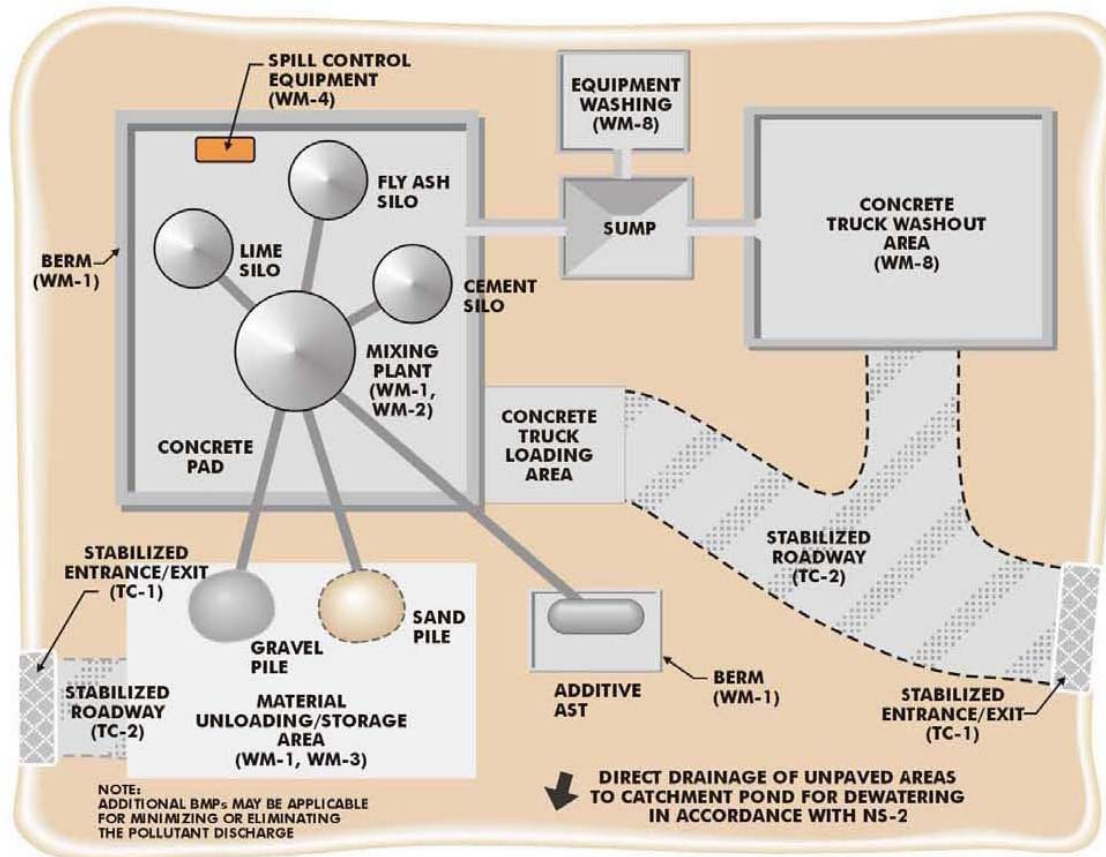 SPILL CONTROL
EQUIPMENT
(WM-4)
EQUIPMENT
WASHING
(WM-8)
FLY ASH
SILO
CONCRETE
TRUCK WASHOUT
AREA
(WM-8)
SUMP
BERM
(WM-1)
LIME
SILO
CEMENT
SILO
MIXING
PLANT
(WM-1,
WM-2)
CONCRETE
PAD
CONCRETE
TRUCK
LOADING
AREA
STABILIZED
ENTRANCE/EXIT
(TC-1)
STABILIZED
ROADWAY
(TC-2)
GRAVEL
PILE
SAND
PILE
STABILIZED
ROADWAY
(TC-2)
MATERIAL
UNLOADING/STORAGE
AREA
(WM-1, WM-3)
ADDITIVE
AST
BERM
(WM-1)
STABILIZED
ENTRANCE/EXIT
(TC-1)
NOTE:
ADDITIONAL BMPs MAY BE APPLICABLE
FOR MINIMIZING OR ELIMINATING
THE POLLUTANT DISCHARGE
DIRECT DRAINAGE OF UNPAVED AREAS
TO CATCHMENT POND FOR DEWATERING
IN ACCORDANCE WITH NS-2